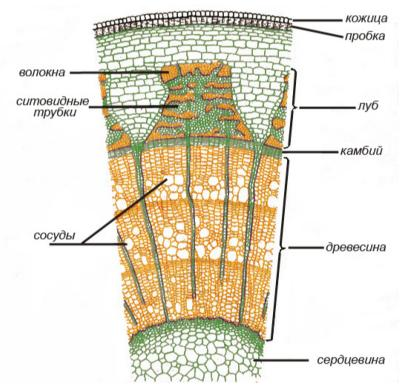 кожица
пробка
волокна
ситовидные
трубки
луб
камбий
сосуды
древесина
сердцевина